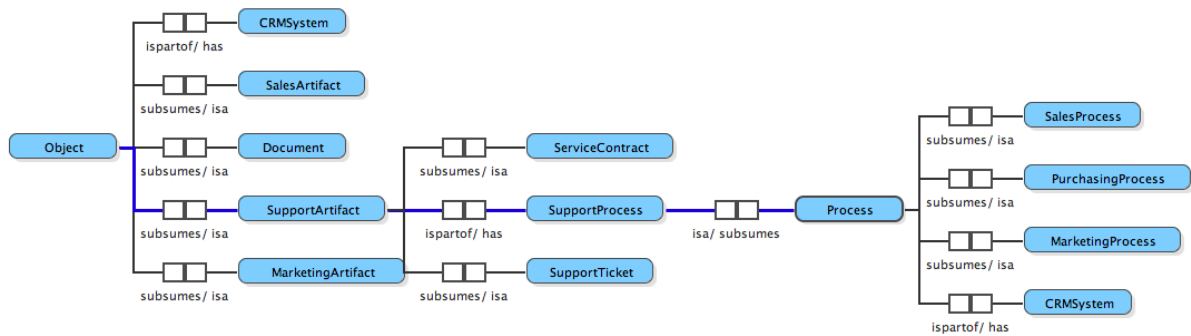 CRMSystem
ispartof/ has
SalesArtifact
subsumes/ isa
SalesProcess
subsumes/ isa
Object
Document
subsumes/ isa
ServiceContract
subsumes/ isa
PurchasingProcess
subsumes/ isa
SupportArtifact
subsumes/ isa
SupportProcess
ispartof/ has
isa/ subsumes
Process
MarketingProcess
subsumes/ isa
MarketingArtifact
subsumes/ isa
SupportTicket
subsumes/ isa
CRMSystem
ispartof/ has